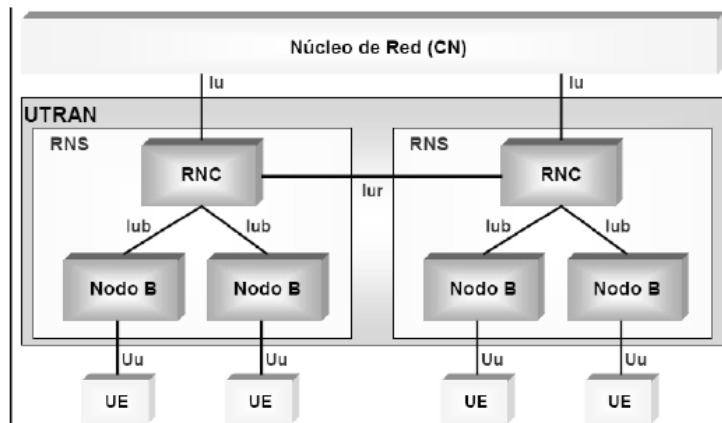 Núcleo de Red (CN)
Iu Iu
UTRAN
RNS RNS
RNC RNC
Iur
Iub Iub Iub Iub
Nodo B Nodo B Nodo B Nodo B
Uu Uu Uu Uu
UE UE UE UE